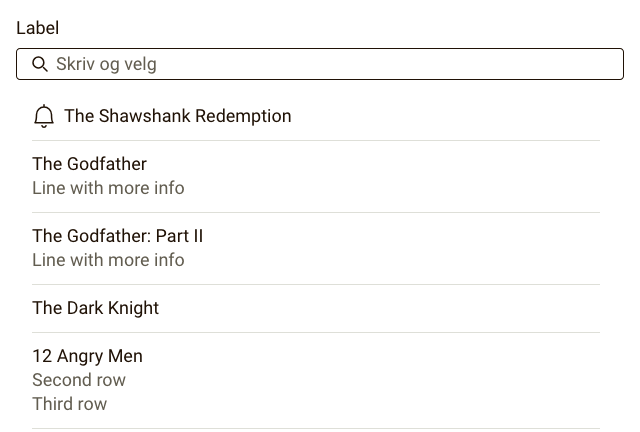 Label
Skriv og velg
The Shawshank Redemption
The Godfather
Line with more info
The Godfather: Part II
Line with more info
The Dark Knight
12 Angry Men
Second row
Third row